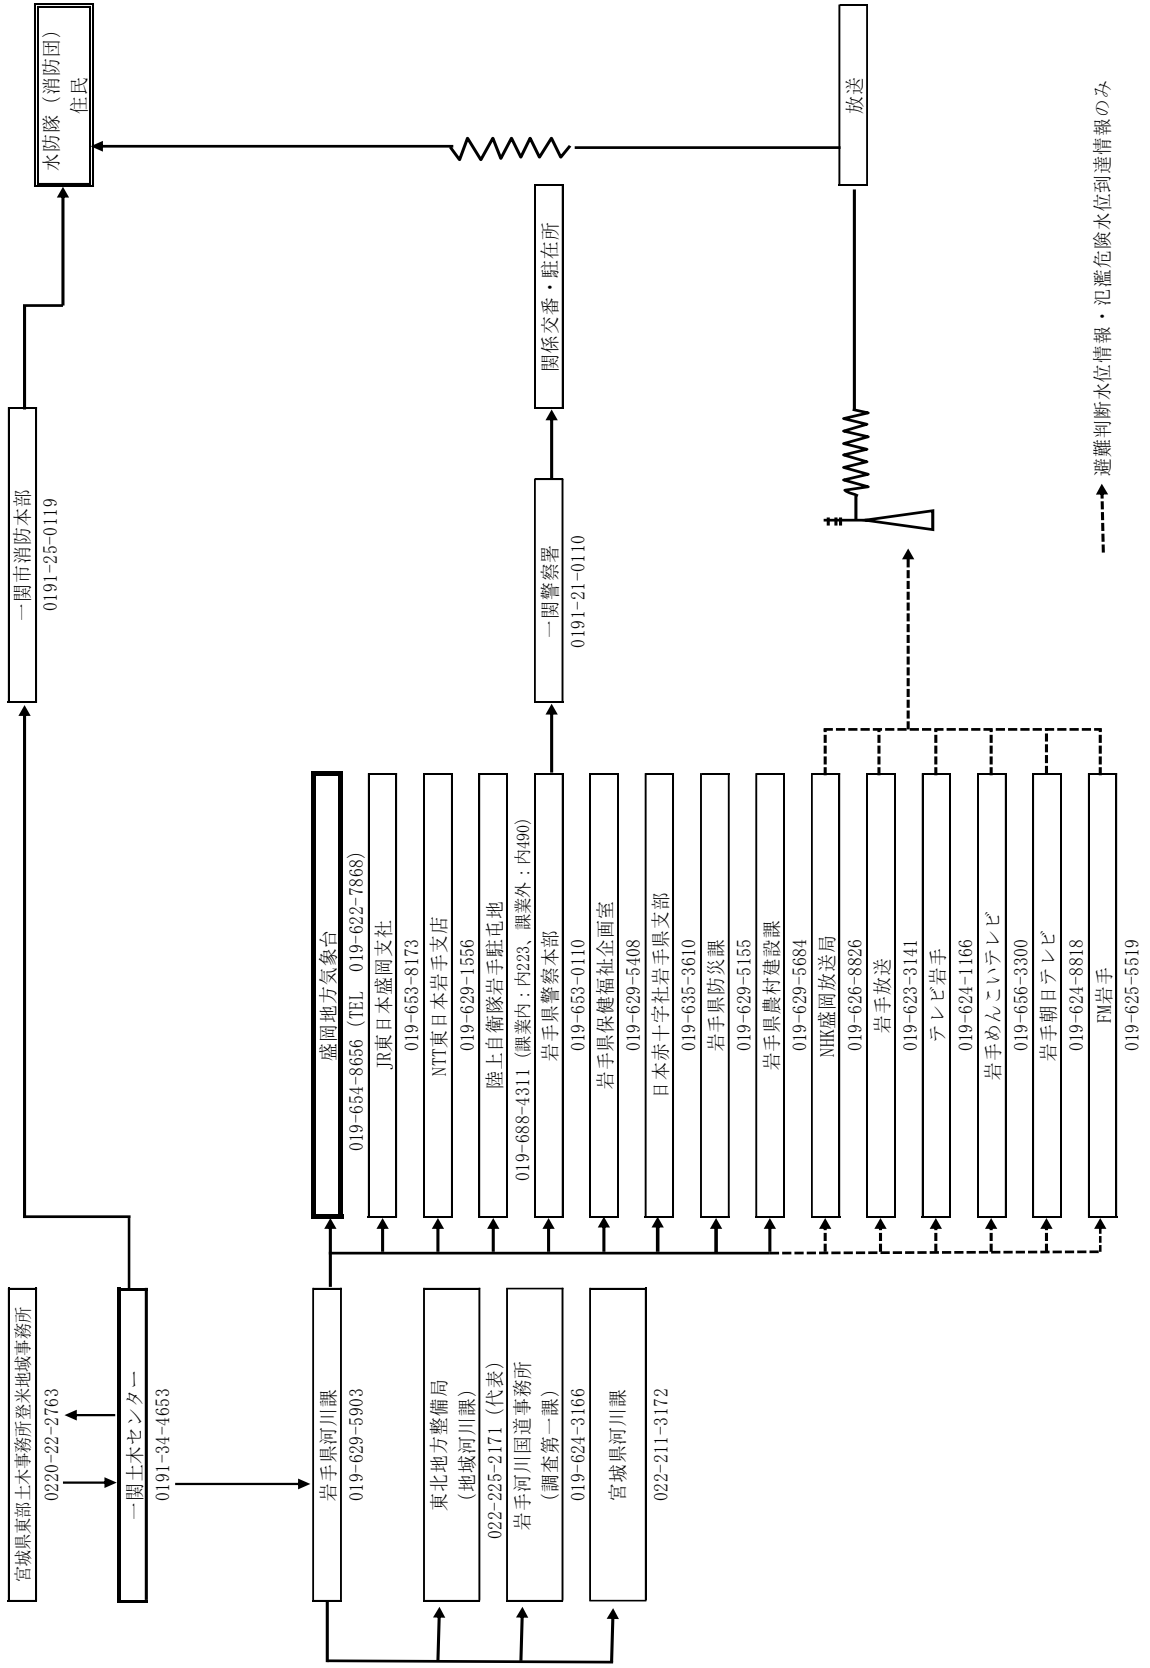 宮城県東部土木事務所登米地域事務所
0220-22-2763
一関土木センター
0191-34-4653
一関市消防本部
0191-25-0119
水防隊（消防団）
住民
岩手県河川課
019-629-5903
東北地方整備局
（地域河川課）
022-225-2171（代表）
岩手河川国道事務所
（調査第一課）
019-624-3166
宮城県河川課
022-211-3172
盛岡地方気象台
019-654-8656（TEL 019-622-7868）
JR東日本盛岡支社
019-653-8173
NTT東日本岩手支店
019-629-1556
陸上自衛隊岩手駐屯地
019-688-4311（課業内：内223、課業外：内490）
岩手県警察本部
019-653-0110
岩手県保健福祉企画室
019-629-5408
日本赤十字社岩手県支部
019-635-3610
岩手県防災課
019-629-5155
岩手県農村建設課
019-629-5684
NHK盛岡放送局
019-626-8826
岩手放送
019-623-3141
テレビ岩手
019-624-1166
岩手めんこいテレビ
019-656-3300
岩手朝日テレビ
019-624-8818
FM岩手
019-625-5519
一関警察署
0191-21-0110
関係交番・駐在所
放送
避難判断水位情報・氾濫危険水位到達情報のみ